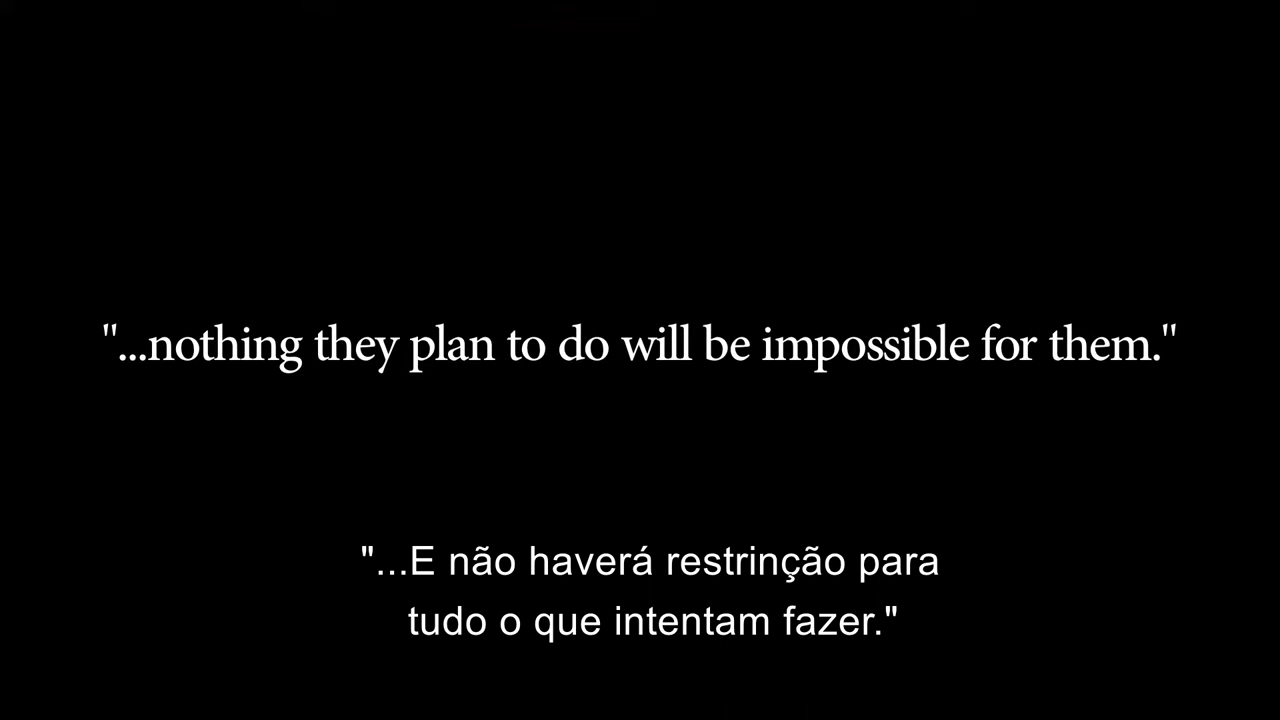 "...nothing they plan to do will be impossible for them."
"...E não haverá restrinção para
tudo o que intentam fazer."